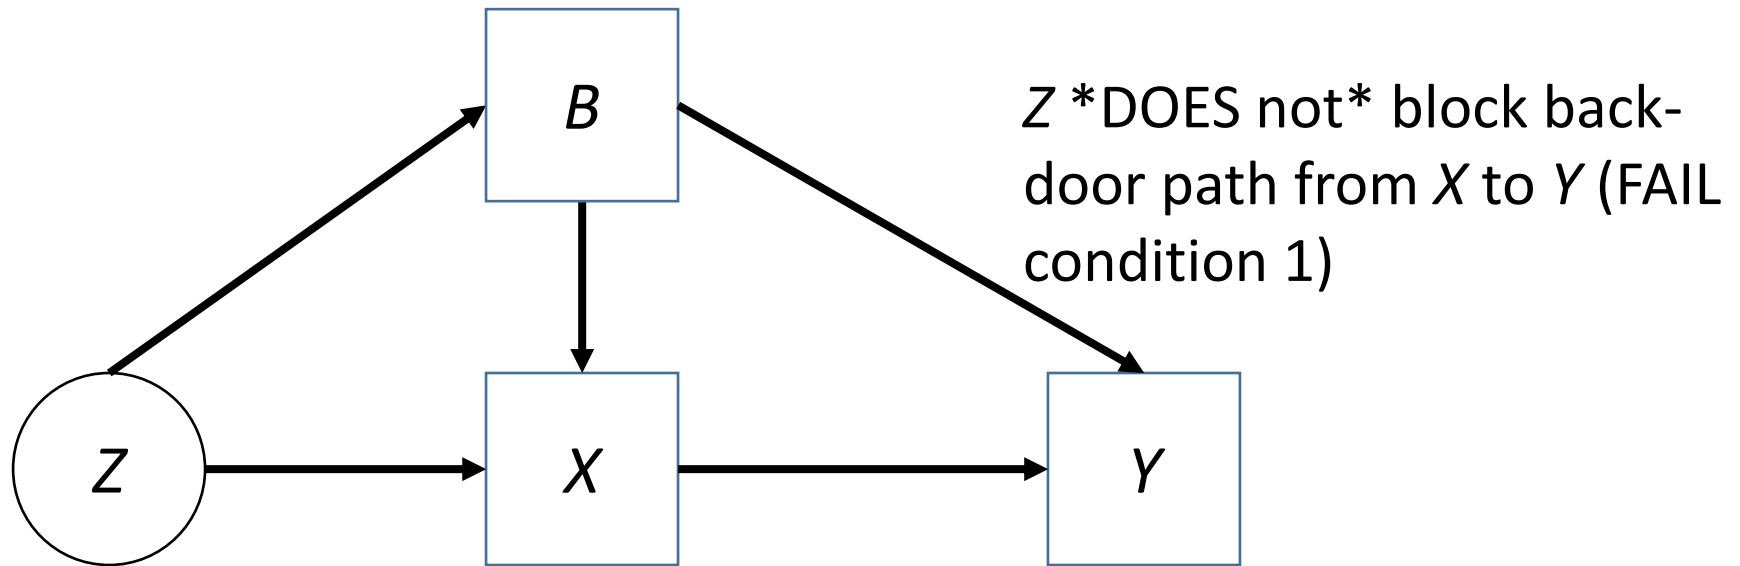 B
Z *DOES not* block back-
door path from X to Y (FAIL
condition 1)
Z
X
Y